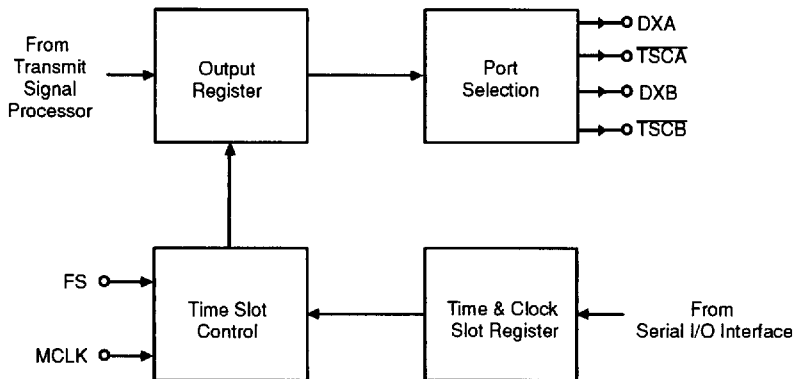 From
Transmit
Signal
Processor
Output
Register
Port
Selection
DXA
TSCA
DXB
TSCB
FS
MCLK
Time Slot
Control
Time & Clock
Slot Register
From
Serial I/O Interface